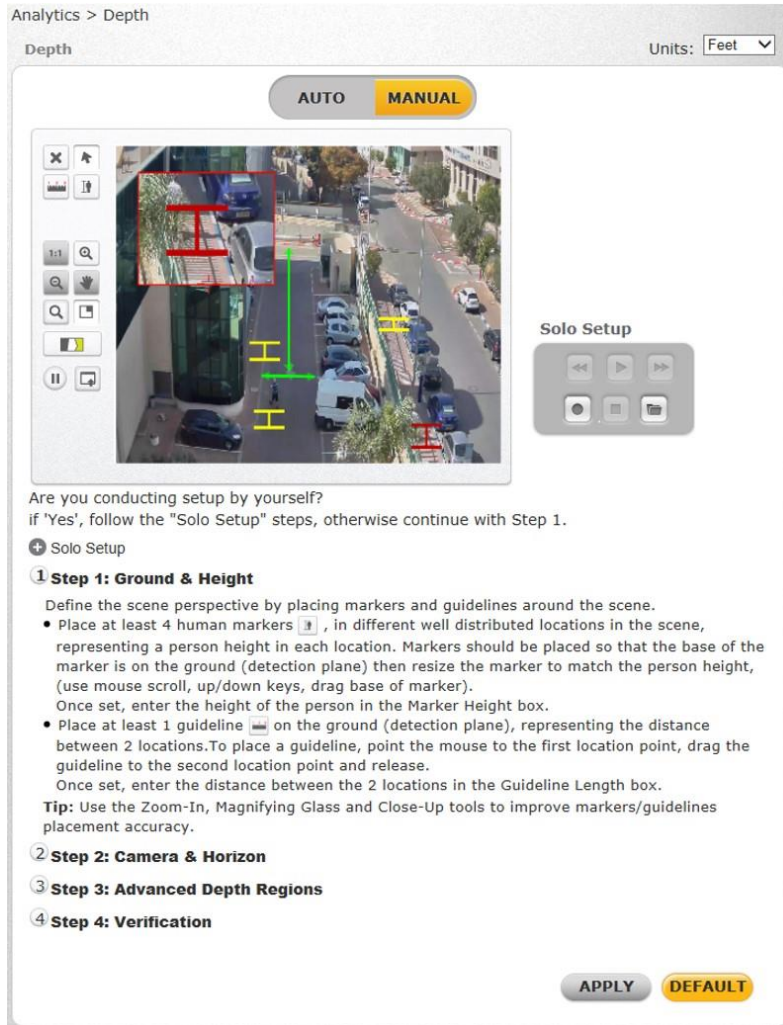 Analytics > Depth
Depth
Units: Feet
AUTO MANUAL
1:1
Solo Setup
Are you conducting setup by yourself?
if 'Yes', follow the "Solo Setup" steps, otherwise continue with Step 1.
Solo Setup
1 Step 1: Ground & Height
Define the scene perspective by placing markers and guidelines around the scene.
• Place at least 4 human markers , in different well distributed locations in the scene,
representing a person height in each location. Markers should be placed so that the base of the
marker is on the ground (detection plane) then resize the marker to match the person height,
(use mouse scroll, up/down keys, drag base of marker).
Once set, enter the height of the person in the Marker Height box.
• Place at least 1 guideline on the ground (detection plane), representing the distance
between 2 locations.To place a guideline, point the mouse to the first location point, drag the
guideline to the second location point and release.
Once set, enter the distance between the 2 locations in the Guideline Length box.
Tip: Use the Zoom-In, Magnifying Glass and Close-Up tools to improve markers/guidelines
placement accuracy.
2 Step 2: Camera & Horizon
3 Step 3: Advanced Depth Regions
4 Step 4: Verification
APPLY DEFAULT